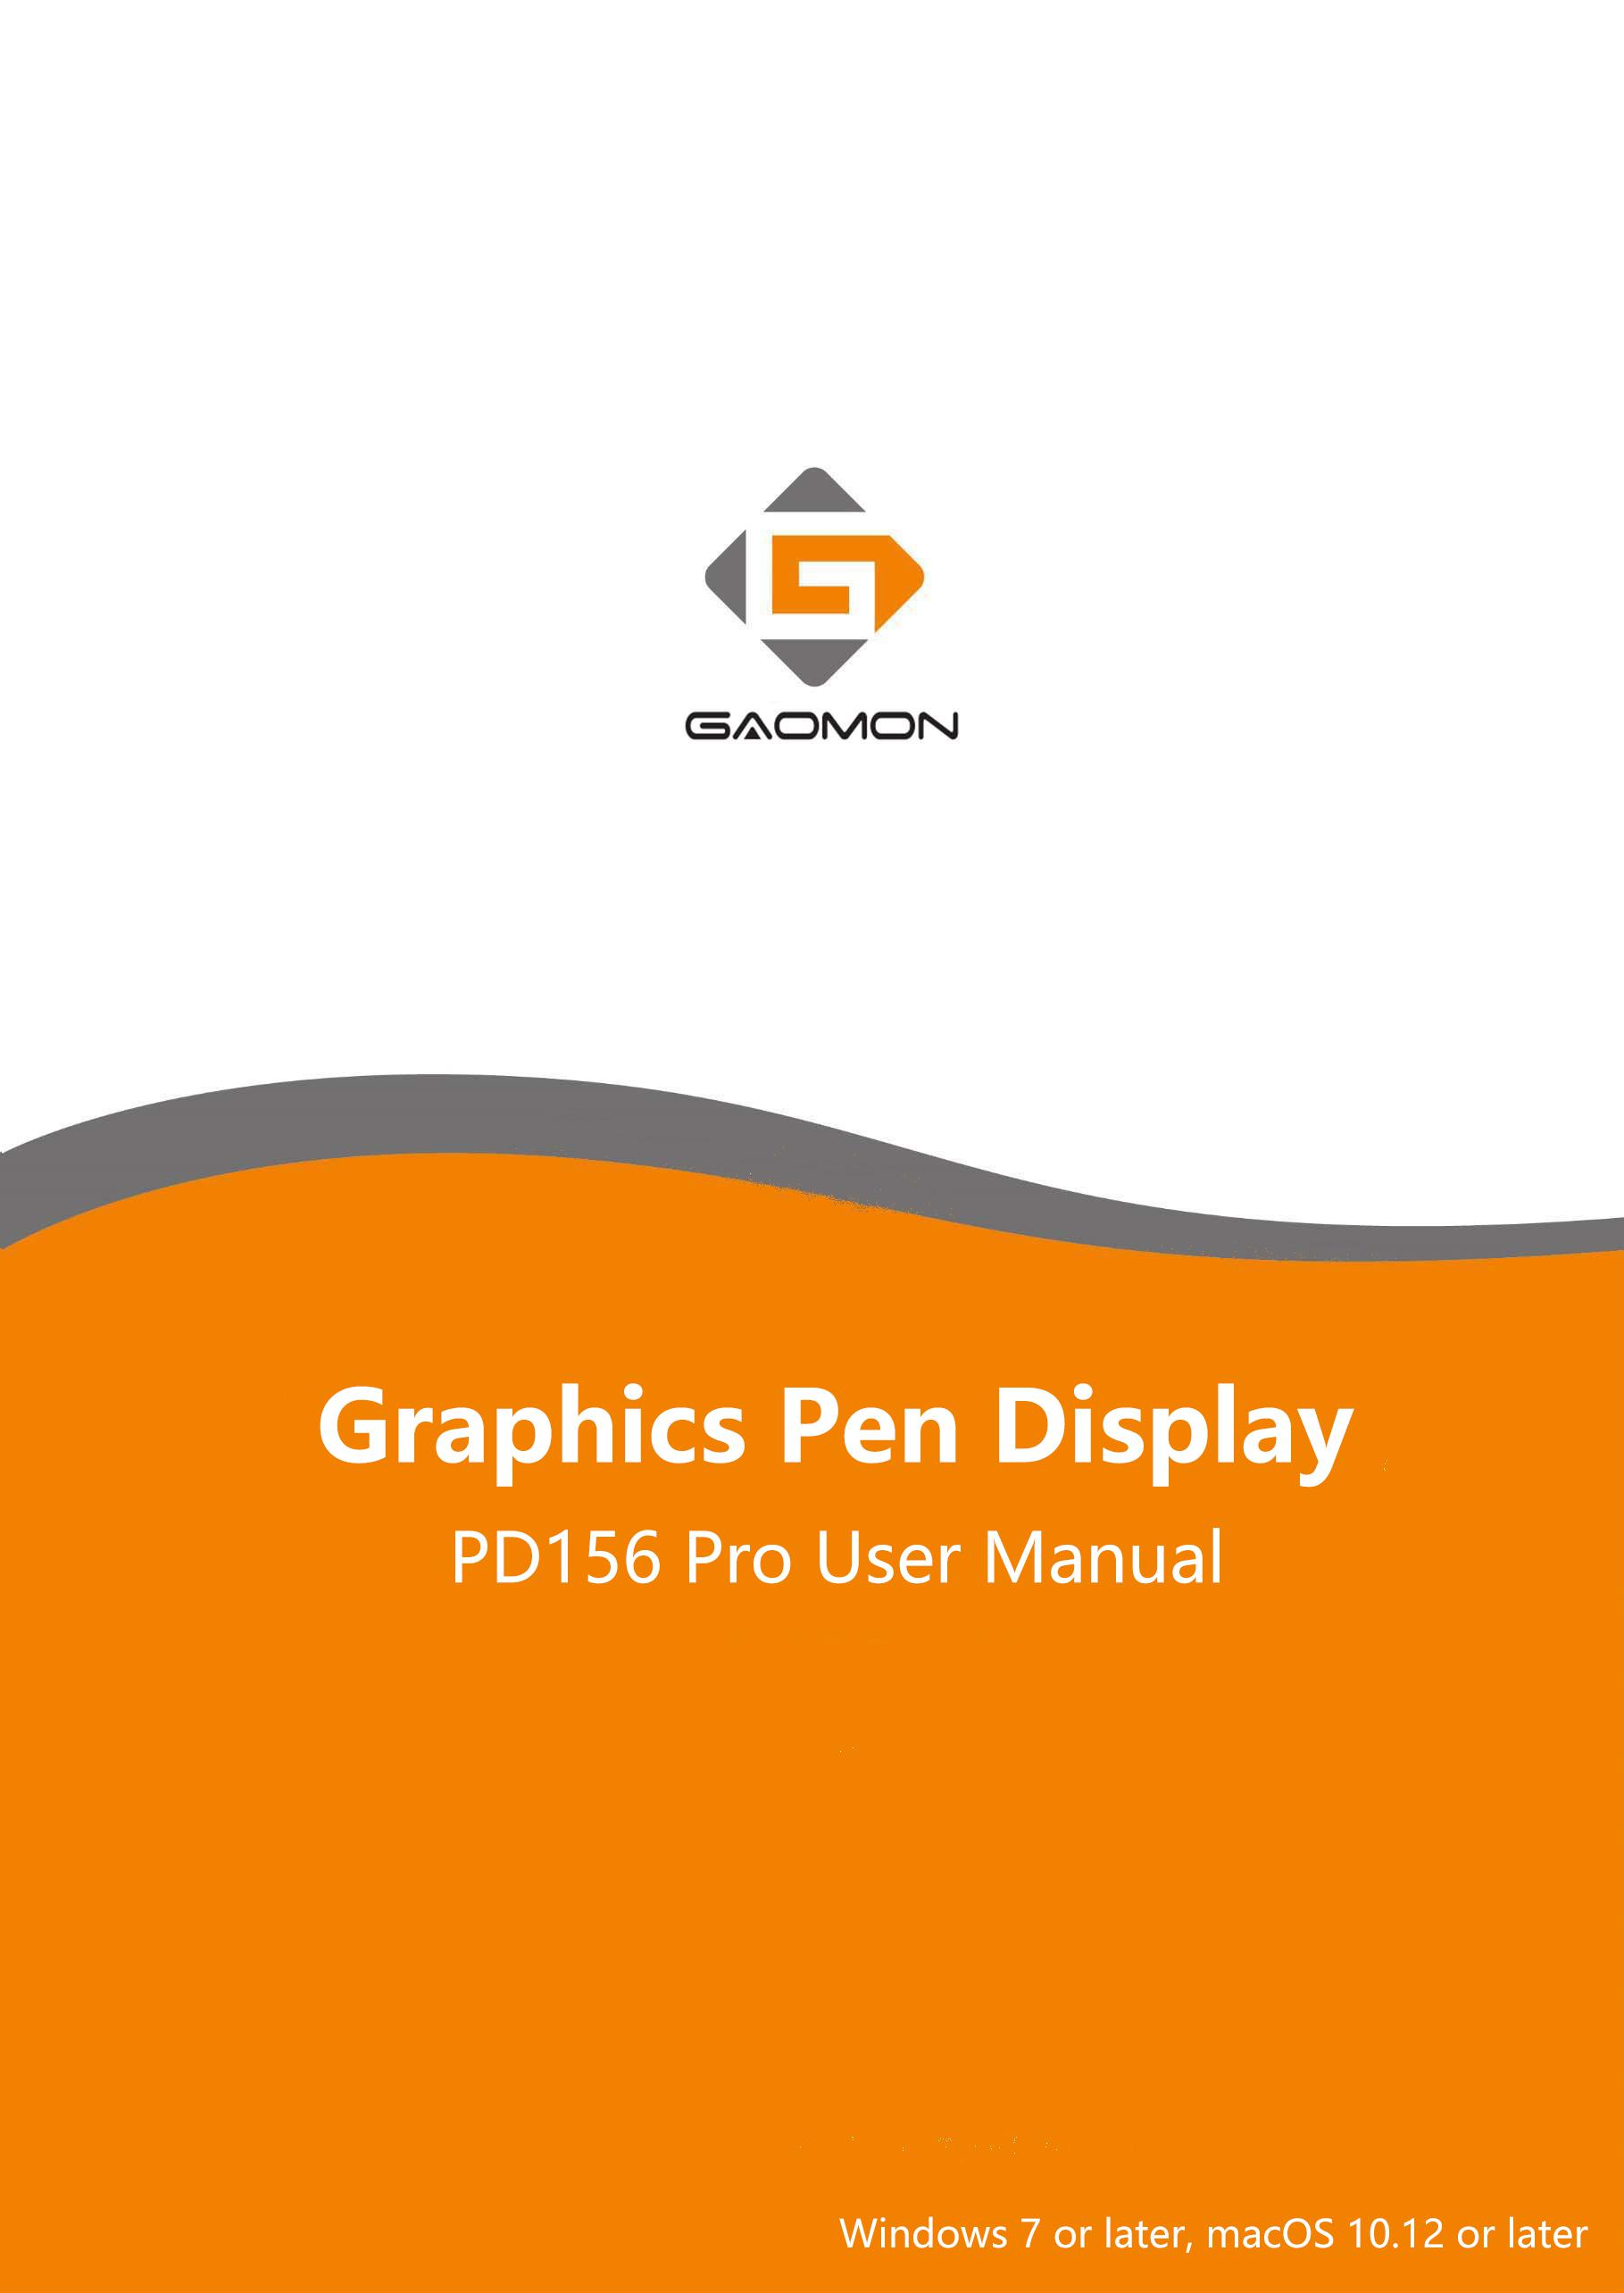 GAOMON
Graphics Pen Display
PD156 Pro User Manual
Windows 7 or later, macOS 10.12 or later